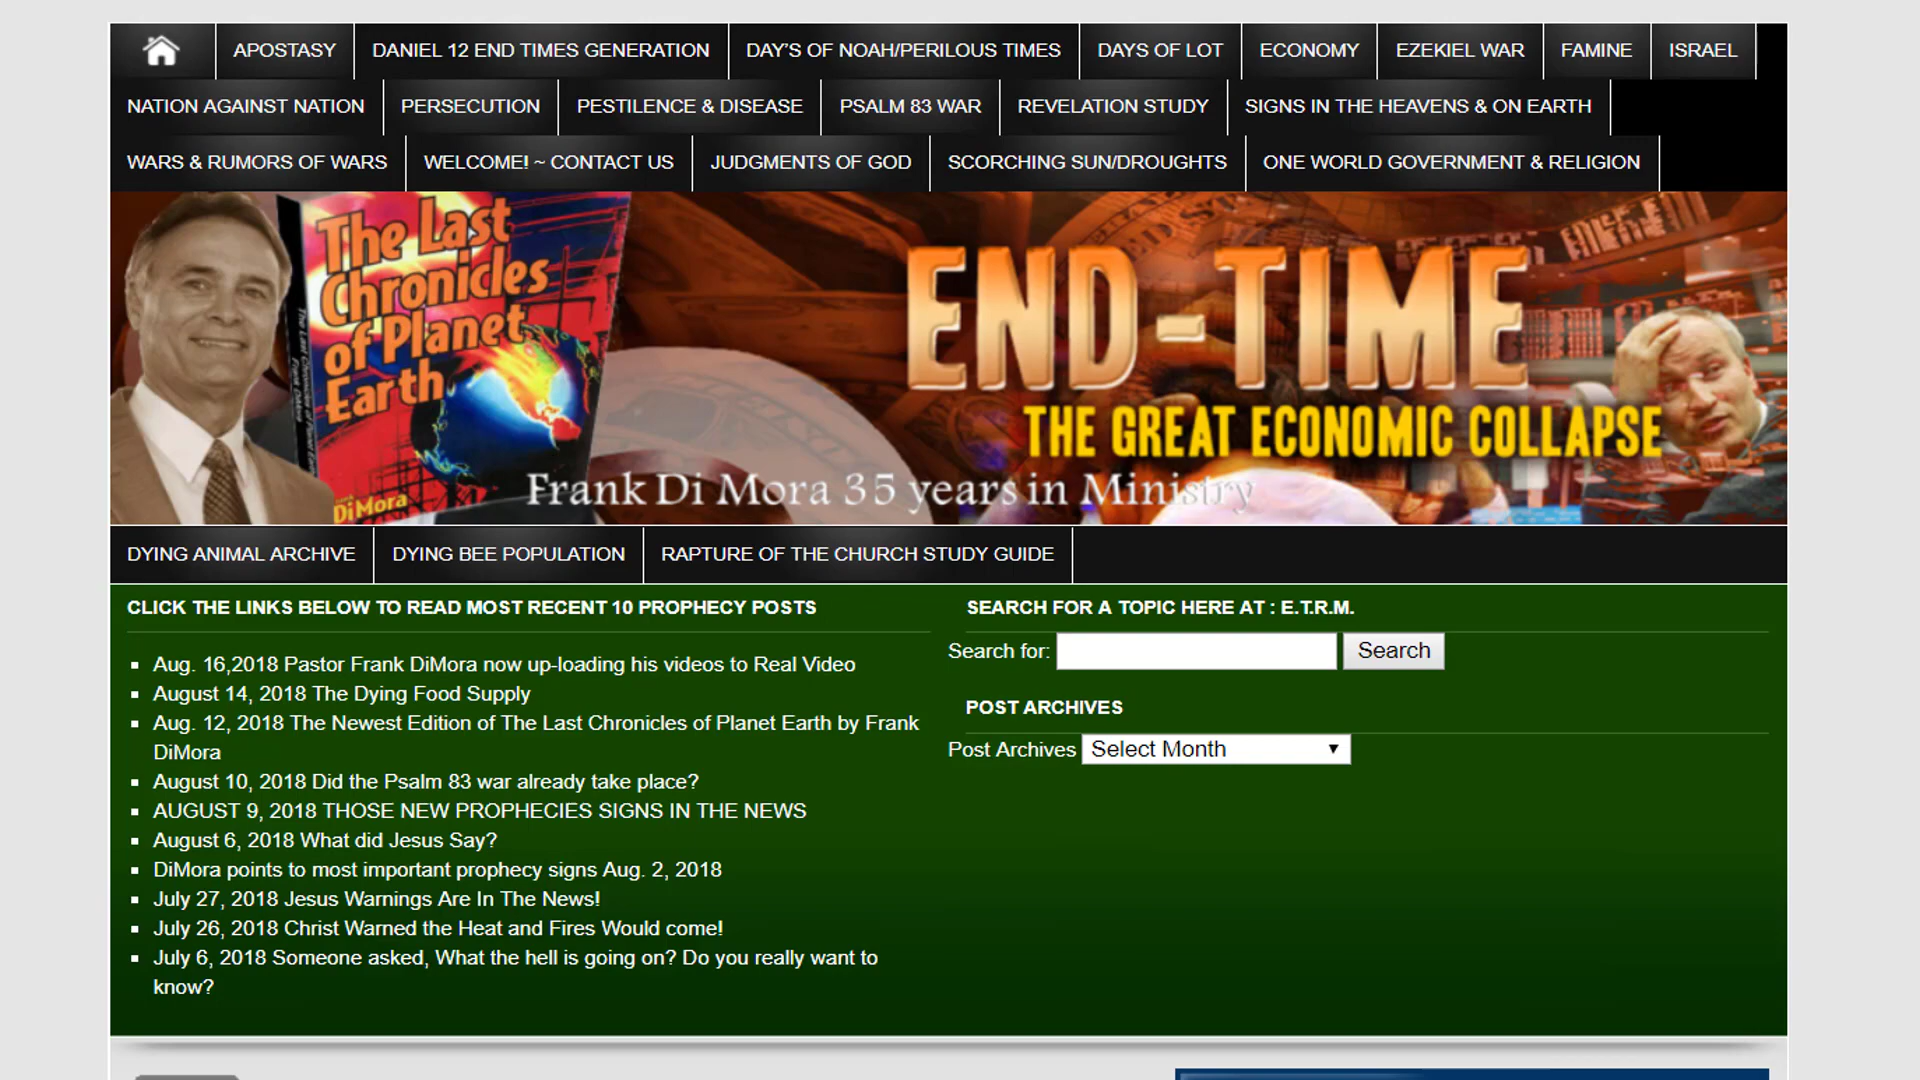 APOSTASY DANIEL 12 END TIMES GENERATION DAY'S OF NOAH/PERILOUS TIMES DAYS OF LOT ECONOMY EZEKIEL WAR FAMINE ISRAEL
NATION AGAINST NATION PERSECUTION PESTILENCE & DISEASE PSALM 83 WAR REVELATION STUDY SIGNS IN THE HEAVENS & ON EARTH
WARS & RUMORS OF WARS WELCOME! ~ CONTACT US JUDGMENTS OF GOD SCORCHING SUN/DROUGHTS ONE WORLD GOVERNMENT & RELIGION
The Last
Chronicles
of Planet
Earth
DiMora
END-TIME
THE GREAT ECONOMIC COLLAPSE
Frank Di Mora 35 years in Ministry
DYING ANIMAL ARCHIVE DYING BEE POPULATION RAPTURE OF THE CHURCH STUDY GUIDE
CLICK THE LINKS BELOW TO READ MOST RECENT 10 PROPHECY POSTS
Aug. 16,2018 Pastor Frank DiMora now up-loading his videos to Real Video
August 14, 2018 The Dying Food Supply
Aug. 12, 2018 The Newest Edition of The Last Chronicles of Planet Earth by Frank
DiMora
August 10, 2018 Did the Psalm 83 war already take place?
AUGUST 9, 2018 THOSE NEW PROPHECIES SIGNS IN THE NEWS
August 6, 2018 What did Jesus Say?
DiMora points to most important prophecy signs Aug. 2, 2018
July 27, 2018 Jesus Warnings Are In The News!
July 26, 2018 Christ Warned the Heat and Fires Would come!
July 6, 2018 Someone asked, What the hell is going on? Do you really want to
know?
SEARCH FOR A TOPIC HERE AT : E.T.R.M.
Search for: Search
POST ARCHIVES
Post Archives Select Month